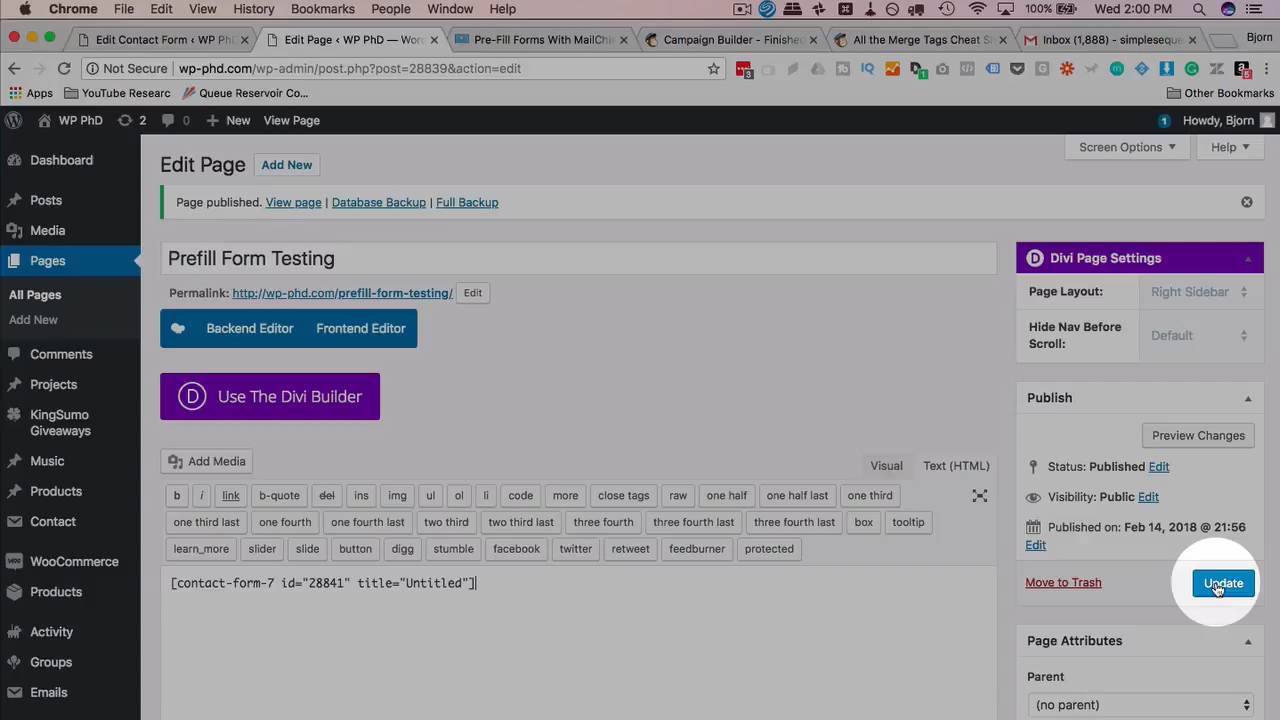 Chrome File Edit View History Bookmarks People Window Help 100% Wed 2:00 PM
Edit Contact Form ‹ WP PhD Edit Page ‹ WP PhD — Wor Pre-Fill Forms With MailChi Campaign Builder - Finished All the Merge Tags Cheat Sh Inbox (1,888) - simpleseque Bjorn
Not Secure wp-phd.com/wp-admin/post.php?post=28839&action=edit
Apps YouTube Researc Queue Reservoir Co... Other Bookmarks
WP PhD 2 0 New View Page 1 Howdy, Bjorn
Dashboard
Posts
Media
Pages
All Pages
Add New
Comments
Projects
KingSumo
Giveaways
Music
Products
Contact
WooCommerce
Products
Activity
Groups
Emails
Screen Options Help
Edit Page Add New
Page published. View page | Database Backup | Full Backup
Prefill Form Testing
Permalink: http://wp-phd.com/prefill-form-testing/ Edit
Backend Editor Frontend Editor
D Use The Divi Builder
Add Media Visual Text (HTML)
b i link b-quote del ins img ul ol li code more close tags raw one half one half last one third
one third last one fourth one fourth last two third two third last three fourth three fourth last three fourth last box tooltip
learn_more slider slide button digg stumble facebook twitter retweet feedburner protected
[contact-form-7 id="28841" title="Untitled"]
D Divi Page Settings
Page Layout: Right Sidebar
Hide Nav Before
Scroll: Default
Publish
Preview Changes
Status: Published Edit
Visibility: Public Edit
Published on: Feb 14, 2018 @ 21:56
Edit
Move to Trash Update
Page Attributes
Parent
(no parent)